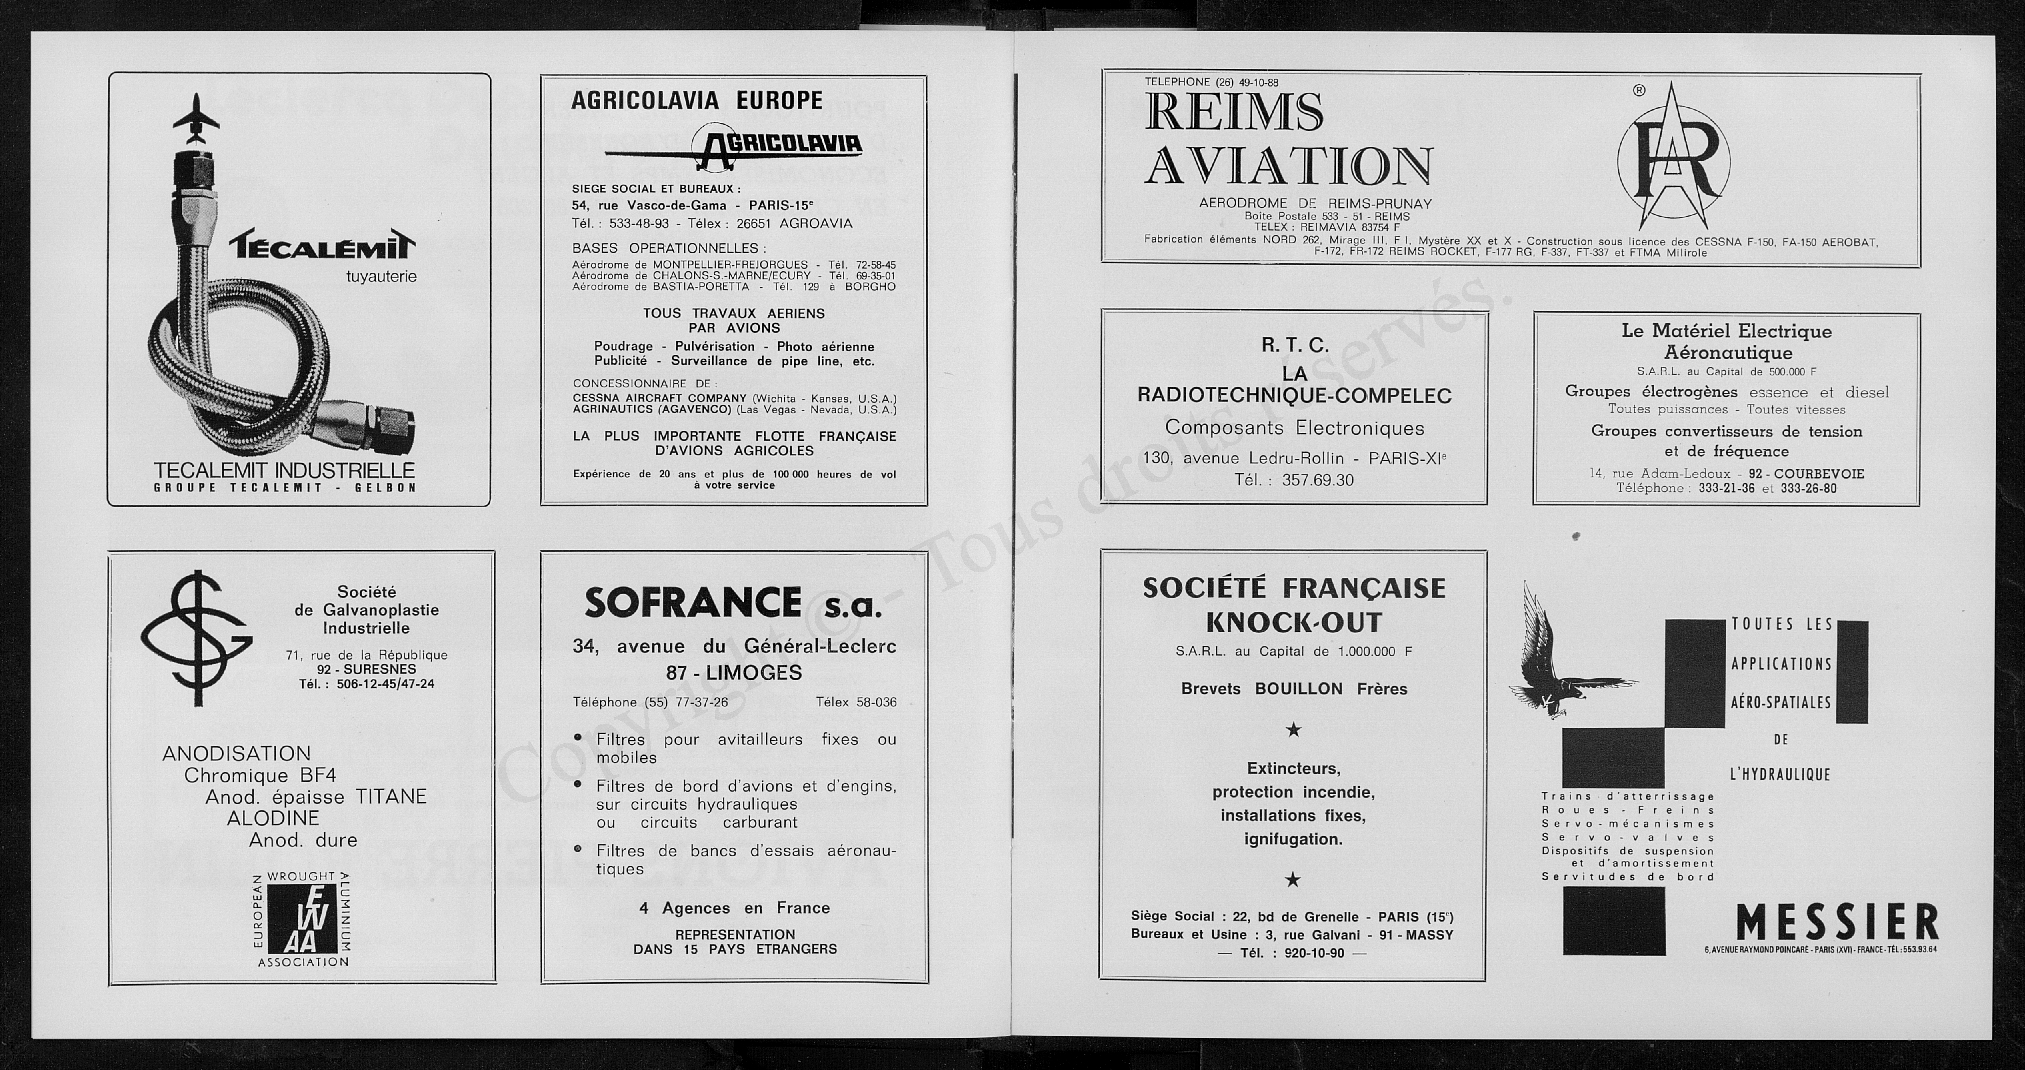 TÉCALÉMIT
tuyauterie
TECALEMIT INDUSTRIELLE
GROUPE TECALEMIT - GELBON
AGRICOLAVIA EUROPE
AGRICOLAVIA
SIEGE SOCIAL ET BUREAUX :
54, rue Vasco-de-Gama - PARIS-15e
Tél. : 533-48-93 - Télex : 26651 AGROAVIA
BASES OPERATIONNELLES :
Aérodrome de MONTPELLIER-FREJORGUES - Tél. 72-58-45
Aérodrome de CHALONS-S.-MARNE/ECURY - Tél. 69-35-01
Aérodrome de BASTIA-PORETTA - Tél. 129 à BORGHO
TOUS TRAVAUX AERIENS
PAR AVIONS
Poudrage - Pulvérisation - Photo aérienne
Publicité - Surveillance de pipe line, etc.
CONCESSIONNAIRE DE :
CESSNA AIRCRAFT COMPANY (Wichita - Kansas, U.S.A.)
AGRINAUTICS (AGAVENCO) (Las Vegas - Nevada, U.S.A.)
LA PLUS IMPORTANTE FLOTTE FRANÇAISE
D'AVIONS AGRICOLES
Expérience de 20 ans et plus de 100 000 heures de vol
à votre service
SGI
Société
de Galvanoplastie
Industrielle
71, rue de la République
92 - SURESNES
Tél. : 506-12-45/47-24
ANODISATION
Chromique BF4
Anod. épaisse TITANE
ALODINE
Anod. dure
EUROPEAN
WROUGHT
ALUMINIUM
ASSOCIATION
EWAA
SOFRANCE s.a.
34, avenue du Général-Leclerc
87 - LIMOGES
Téléphone (55) 77-37-26 Télex 58-036
• Filtres pour avitailleurs fixes ou
mobiles
• Filtres de bord d'avions et d'engins,
sur circuits hydrauliques
ou circuits carburant
• Filtres de bancs d'essais aéronau-
tiques
4 Agences en France
REPRESENTATION
DANS 15 PAYS ETRANGERS
TELEPHONE (26) 49-10-88
REIMS
AVIATION
AERODROME DE REIMS-PRUNAY
Boite Postale 533 - 51 - REIMS
TELEX : REIMAVIA 83754 F
Fabrication éléments NORD 262, Mirage III, F I, Mystère XX et X - Construction sous licence des CESSNA F-150, FA-150 AEROBAT,
F-172, FR-172 REIMS ROCKET, F-177 RG, F-337, FT-337 et FTMA Milirole
®
RA
R. T. C.
LA
RADIOTECHNIQUE-COMPELEC
Composants Electroniques
130, avenue Ledru-Rollin - PARIS-XIe
Tél. : 357.69.30
Le Matériel Electrique
Aéronautique
S.A.R.L. au Capital de 500.000 F
Groupes électrogènes essence et diesel
Toutes puissances - Toutes vitesses
Groupes convertisseurs de tension
et de fréquence
14, rue Adam-Ledoux - 92 - COURBEVOIE
Téléphone : 333-21-36 et 333-26-80
SOCIÉTÉ FRANÇAISE
KNOCK-OUT
S.A.R.L. au Capital de 1.000.000 F
Brevets BOUILLON Frères
Extincteurs,
protection incendie,
installations fixes,
ignifugation.
Siège Social : 22, bd de Grenelle - PARIS (15e)
Bureaux et Usine : 3, rue Galvani - 91 - MASSY
— Tél. : 920-10-90 —
TOUTES LES
APPLICATIONS
AÉRO-SPATIALES
DE
L'HYDRAULIQUE
Trains d'atterrissage
Roues - Freins
Servo-mécanismes
Servo-valves
Dispositifs de suspension
et d'amortissement
Servitudes de bord
MESSIER
6, AVENUE RAYMOND POINCARÉ - PARIS (XVI) - FRANCE - TÉL : 553.93.64
Copyright © - Tous droits réservés.